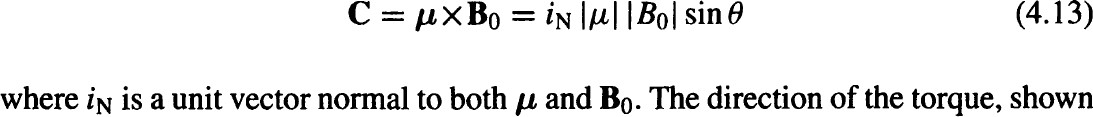 C = μ×B₀ = i_N |μ| |B₀| sin θ (4.13)
where i_N is a unit vector normal to both μ and B₀. The direction of the torque, shown